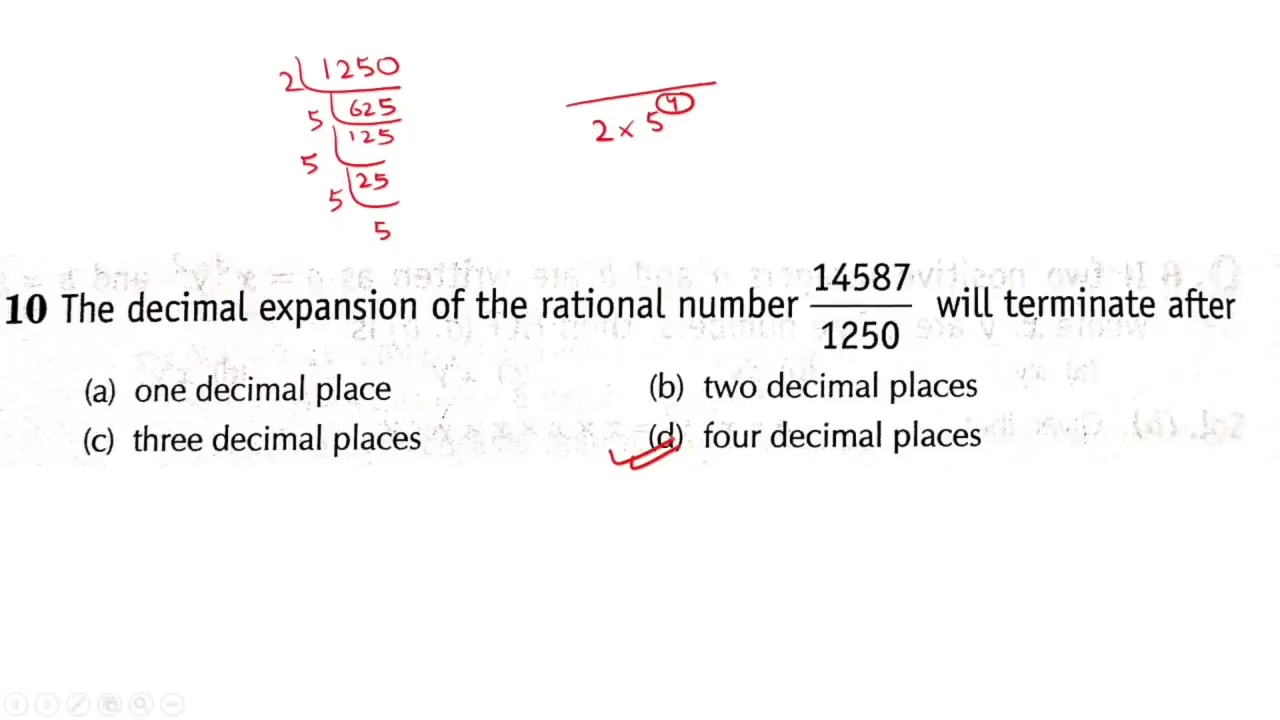 2 1250
5 625
5 125
5 25
5
2 × 5^4
10 The decimal expansion of the rational number 14587/1250 will terminate after
(a) one decimal place (b) two decimal places
(c) three decimal places (d) four decimal places